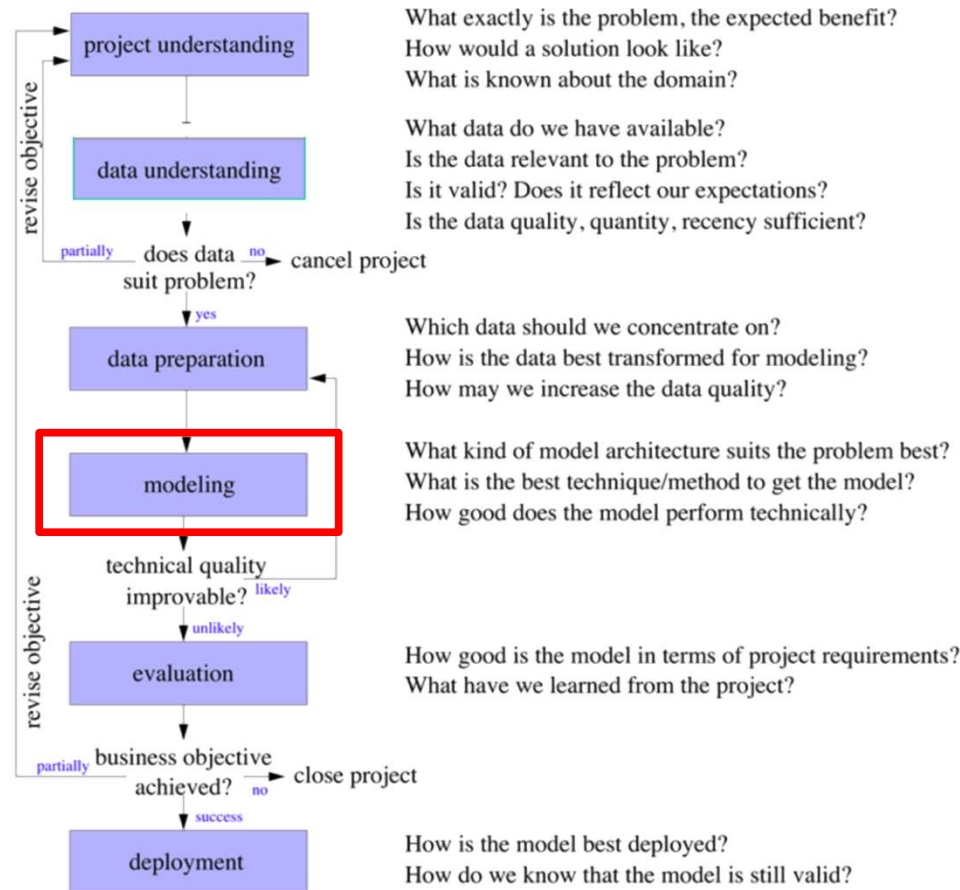 project understanding
What exactly is the problem, the expected benefit?
How would a solution look like?
What is known about the domain?
revise objective
data understanding
What data do we have available?
Is the data relevant to the problem?
Is it valid? Does it reflect our expectations?
Is the data quality, quantity, recency sufficient?
partially
does data
suit problem?
no
cancel project
yes
data preparation
Which data should we concentrate on?
How is the data best transformed for modeling?
How may we increase the data quality?
modeling
What kind of model architecture suits the problem best?
What is the best technique/method to get the model?
How good does the model perform technically?
technical quality
improvable?
likely
unlikely
revise objective
evaluation
How good is the model in terms of project requirements?
What have we learned from the project?
partially
business objective
achieved?
no
close project
success
deployment
How is the model best deployed?
How do we know that the model is still valid?